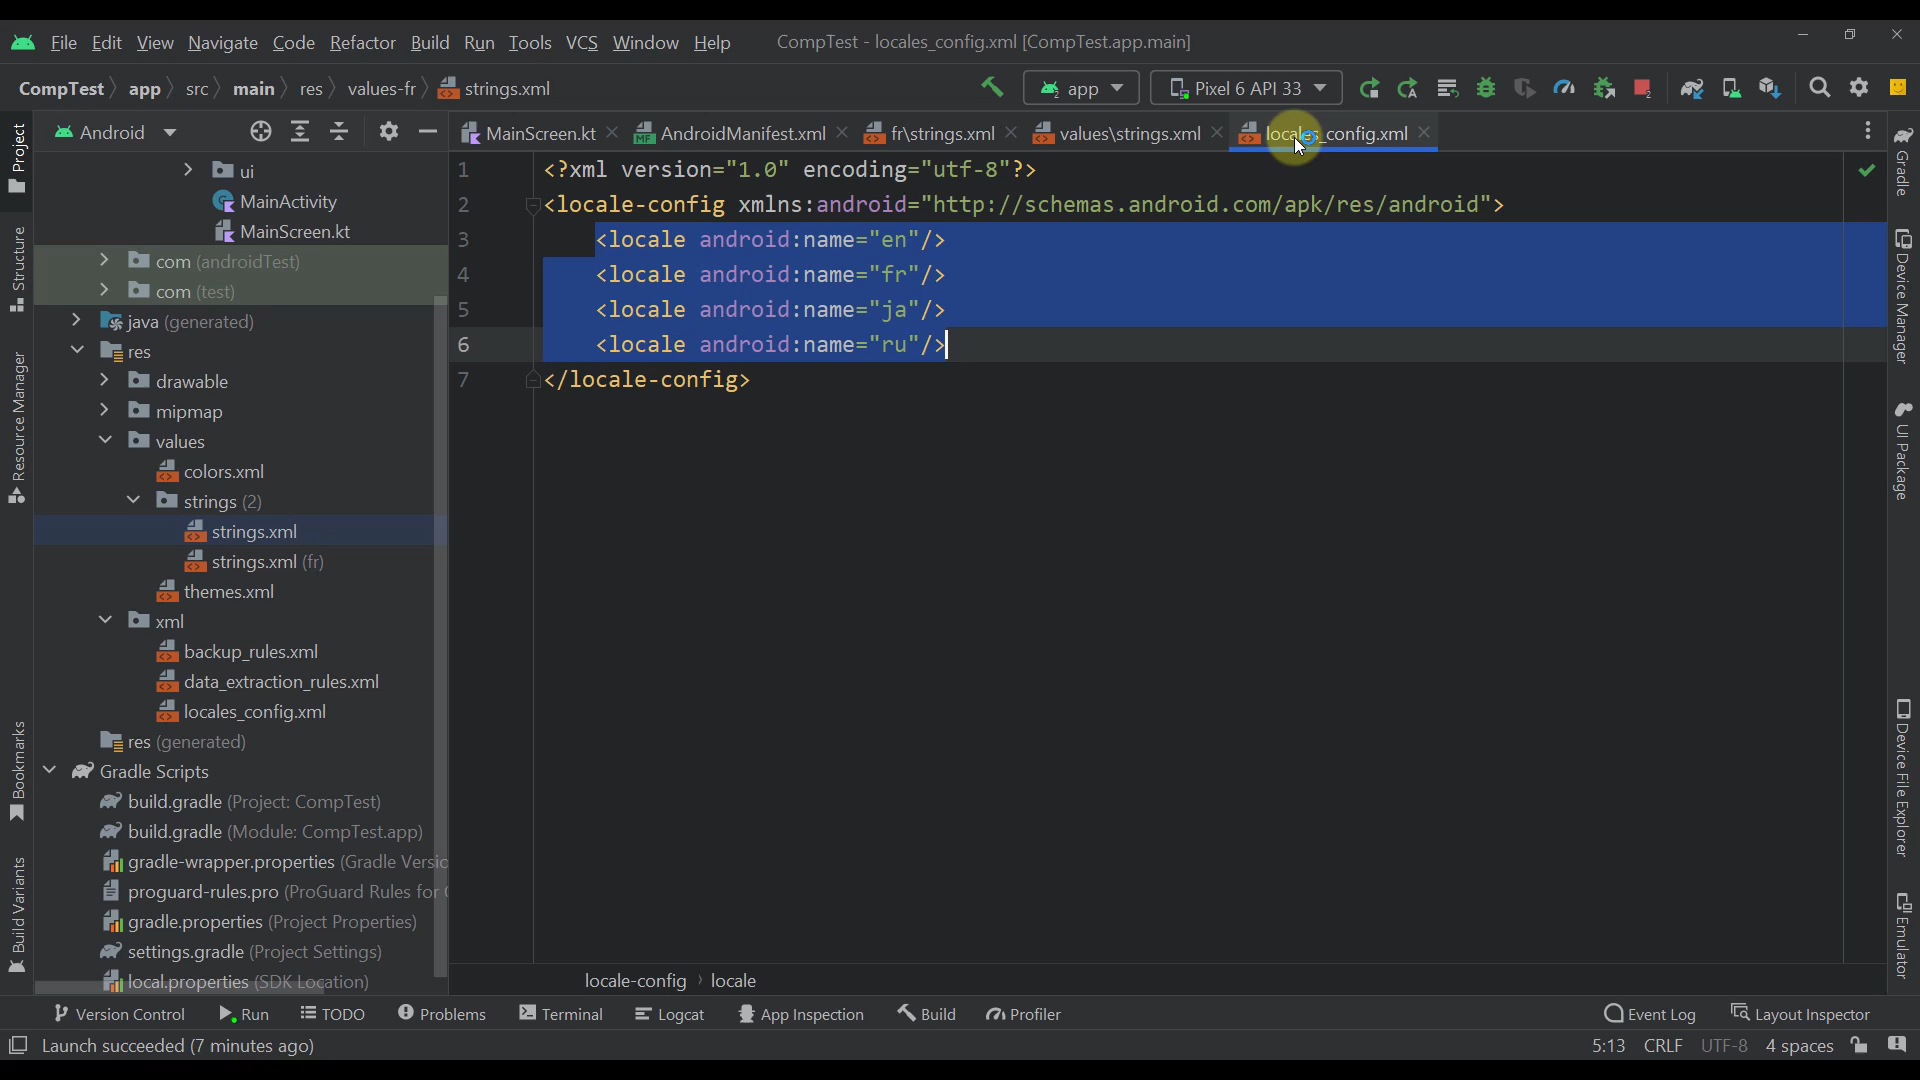 File Edit View Navigate Code Refactor Build Run Tools VCS Window Help CompTest - locales_config.xml [CompTest.app.main]
CompTest app src main res values-fr strings.xml app Pixel 6 API 33
Android MainScreen.kt AndroidManifest.xml fr\strings.xml values\strings.xml locales_config.xml
Project
Structure
Resource Manager
Bookmarks
Build Variants
ui
MainActivity
MainScreen.kt
com (androidTest)
com (test)
java (generated)
res
drawable
mipmap
values
colors.xml
strings (2)
strings.xml
strings.xml (fr)
themes.xml
xml
backup_rules.xml
data_extraction_rules.xml
locales_config.xml
res (generated)
Gradle Scripts
build.gradle (Project: CompTest)
build.gradle (Module: CompTest.app)
gradle-wrapper.properties (Gradle Versio
proguard-rules.pro (ProGuard Rules for
gradle.properties (Project Properties)
settings.gradle (Project Settings)
local.properties (SDK Location)
1 <?xml version="1.0" encoding="utf-8"?>
2 <locale-config xmlns:android="http://schemas.android.com/apk/res/android">
3 <locale android:name="en"/>
4 <locale android:name="fr"/>
5 <locale android:name="ja"/>
6 <locale android:name="ru"/>
7 </locale-config>
locale-config › locale
Gradle
Device Manager
UI Package
Device File Explorer
Emulator
Version Control Run TODO Problems Terminal Logcat App Inspection Build Profiler Event Log Layout Inspector
Launch succeeded (7 minutes ago) 5:13 CRLF UTF-8 4 spaces